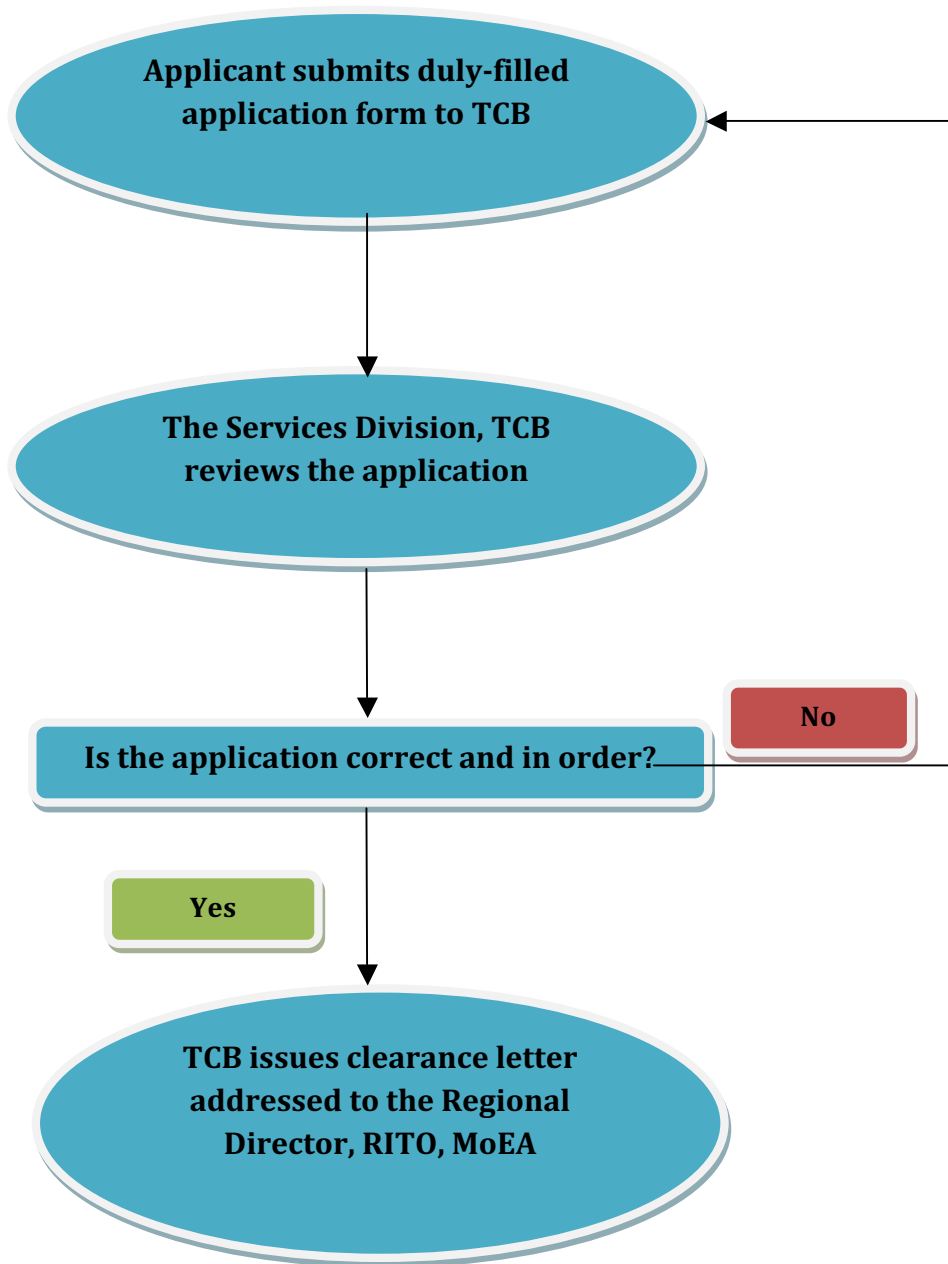 Applicant submits duly-filled
application form to TCB
The Services Division, TCB
reviews the application
No
Is the application correct and in order?
Yes
TCB issues clearance letter
addressed to the Regional
Director, RITO, MoEA